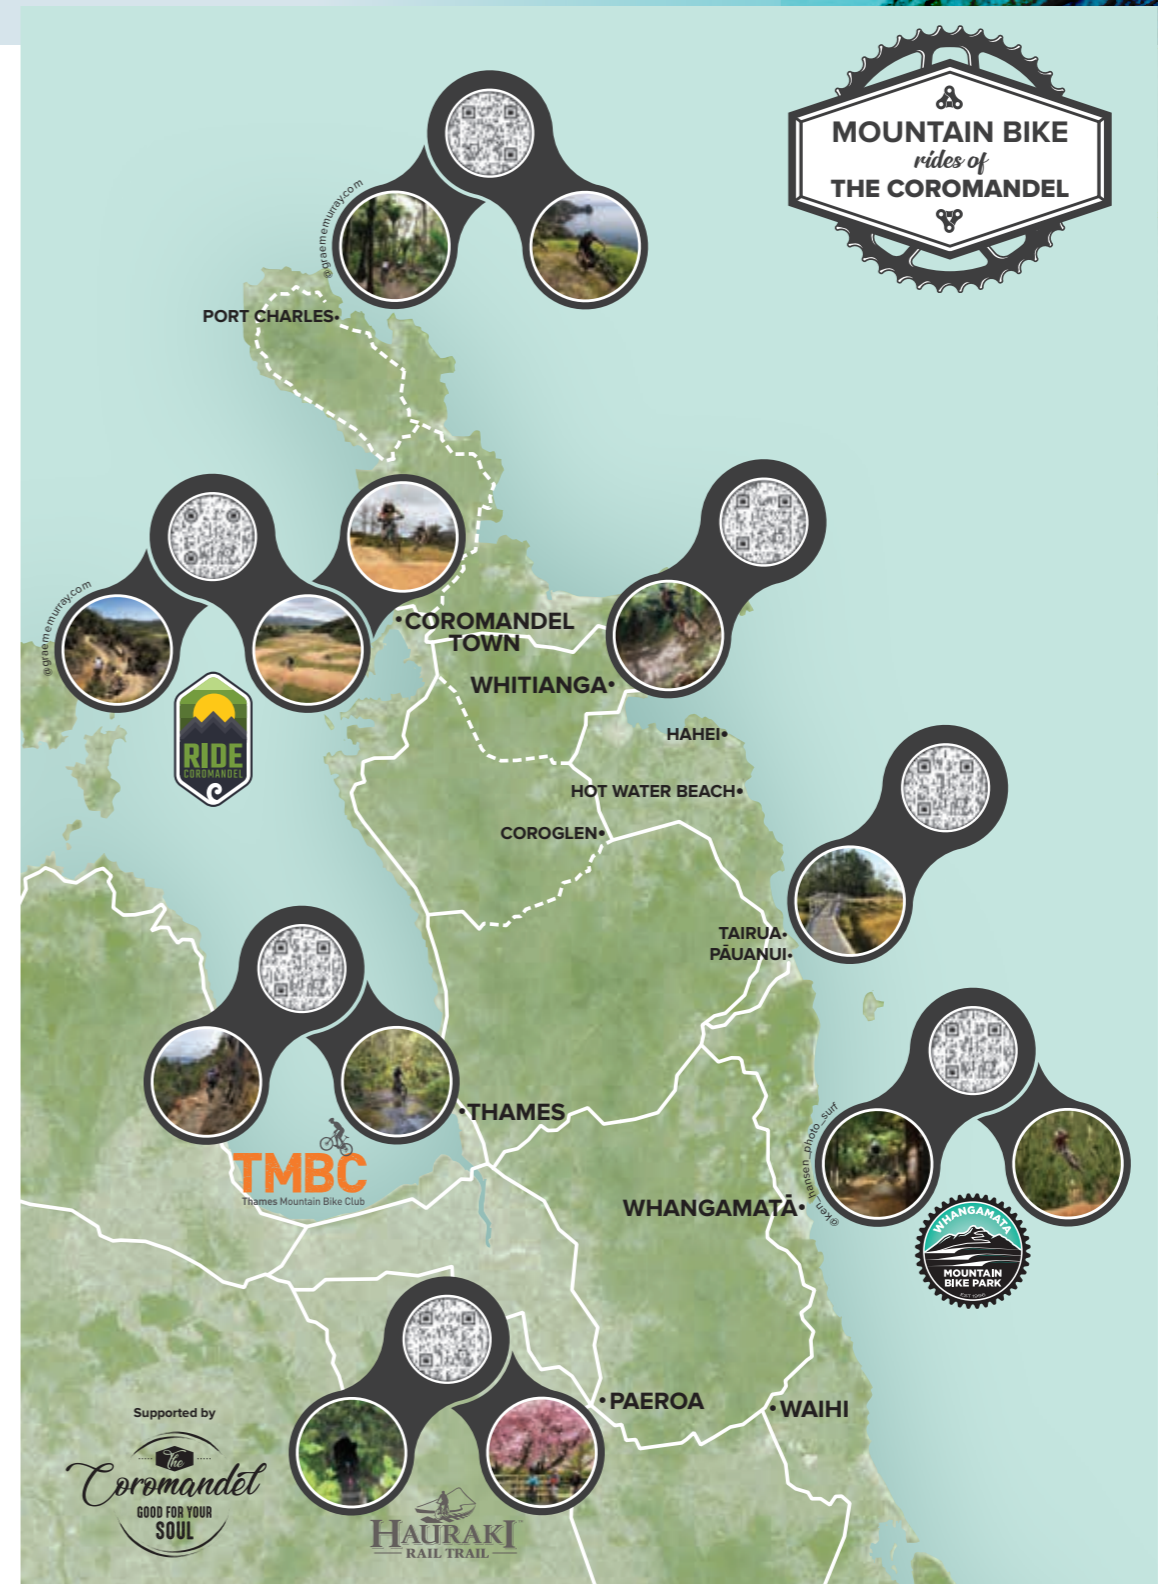 MOUNTAIN BIKE
rides of
THE COROMANDEL
@graememurray.com
PORT CHARLES
@graememurray.com
COROMANDEL
TOWN
WHITIANGA
RIDE
COROMANDEL
HAHEI
HOT WATER BEACH
COROGLEN
TAIRUA
PĀUANUI
THAMES
TMBC
Thames Mountain Bike Club
@ken_hansen_photo_surf
WHANGAMATĀ
WHANGAMATA
MOUNTAIN
BIKE PARK
EST 1996
PAEROA
WAIHI
Supported by
The
Coromandel
GOOD FOR YOUR
SOUL
HAURAKI
RAIL TRAIL